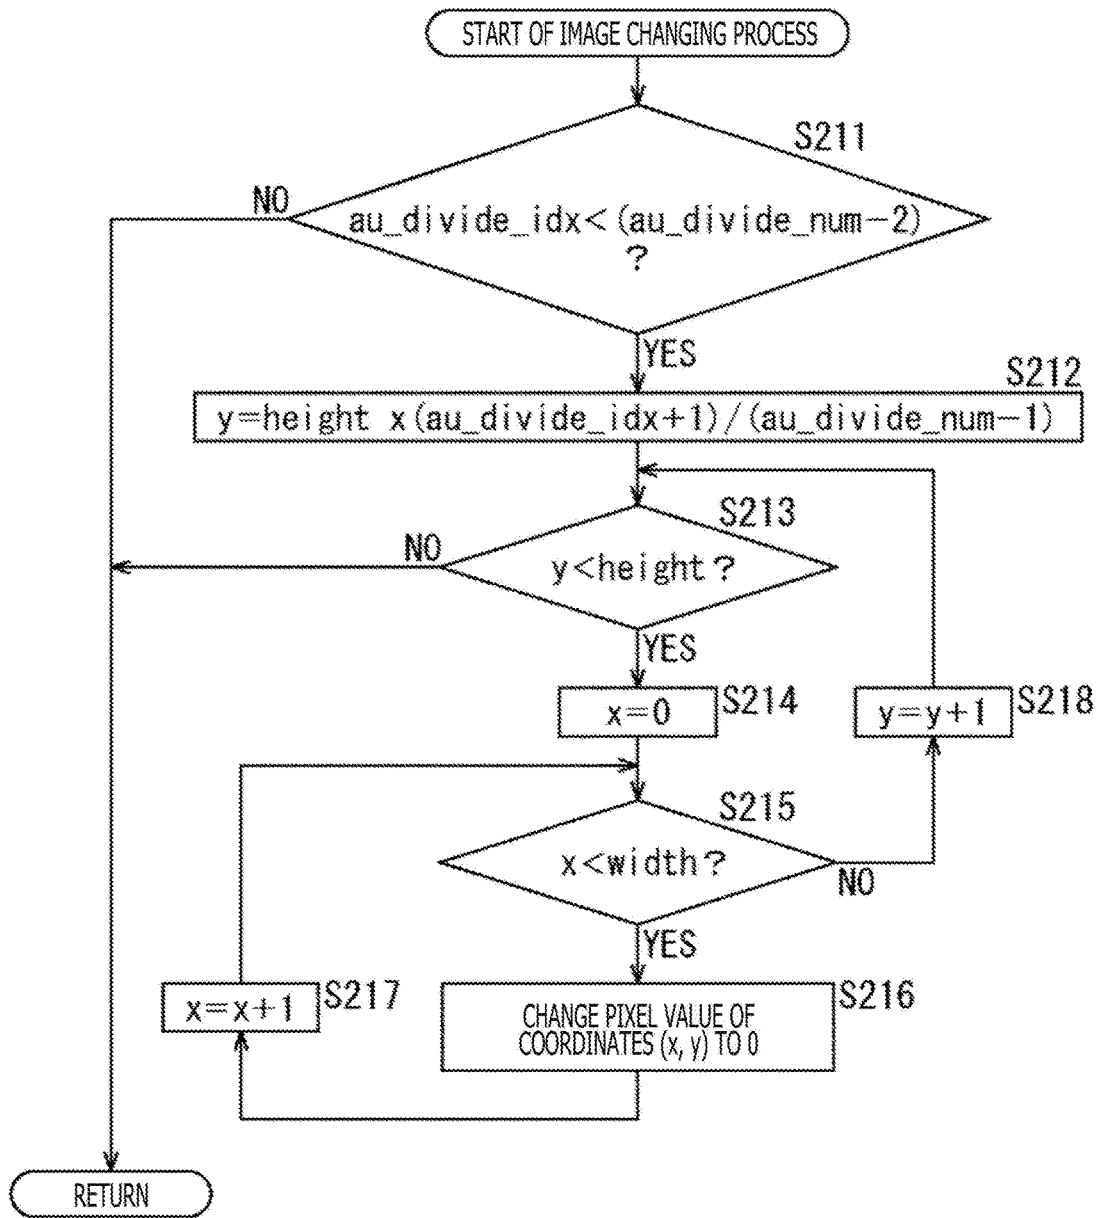 START OF IMAGE CHANGING PROCESS
S211
NO
au_divide_idx<(au_divide_num-2)
?
YES
S212
y=height x(au_divide_idx+1)/(au_divide_num-1)
S213
NO
y<height?
YES
S214
x=0
S218
y=y+1
S215
x<width?
NO
YES
S217
x=x+1
S216
CHANGE PIXEL VALUE OF
COORDINATES (x, y) TO 0
RETURN